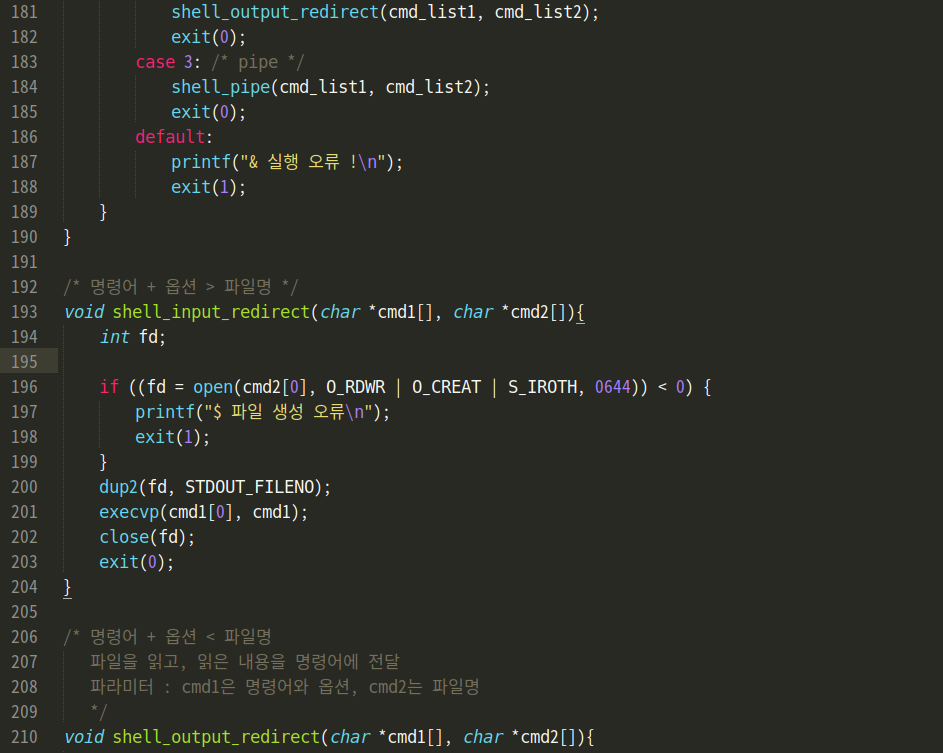 181 shell_output_redirect(cmd_list1, cmd_list2);
182 exit(0);
183 case 3: /* pipe */
184 shell_pipe(cmd_list1, cmd_list2);
185 exit(0);
186 default:
187 printf("& 실행 오류 !\n");
188 exit(1);
189 }
190 }
191
192 /* 명령어 + 옵션 > 파일명 */
193 void shell_input_redirect(char *cmd1[], char *cmd2[]){
194 int fd;
195
196 if ((fd = open(cmd2[0], O_RDWR | O_CREAT | S_IROTH, 0644)) < 0) {
197 printf("$ 파일 생성 오류\n");
198 exit(1);
199 }
200 dup2(fd, STDOUT_FILENO);
201 execvp(cmd1[0], cmd1);
202 close(fd);
203 exit(0);
204 }
205
206 /* 명령어 + 옵션 < 파일명
207 파일을 읽고, 읽은 내용을 명령어에 전달
208 파라미터 : cmd1은 명령어와 옵션, cmd2는 파일명
209 */
210 void shell_output_redirect(char *cmd1[], char *cmd2[]){